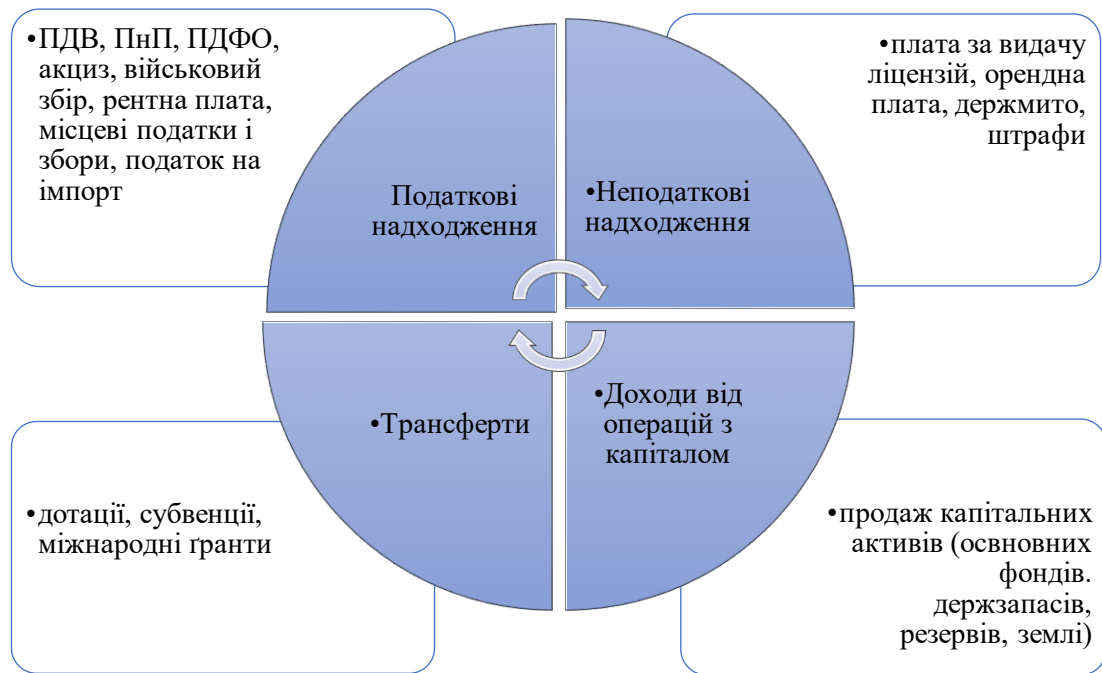 •ПДВ, ПнП, ПДФО,
акциз, військовий
збір, рентна плата,
місцеві податки і
збори, податок на
імпорт
•плата за видачу
ліцензій, орендна
плата, держмито,
штрафи
Податкові
надходження
•Неподаткові
надходження
•Трансферти
•Доходи від
операцій з
капіталом
•дотації, субвенції,
міжнародні ґранти
•продаж капітальних
активів (освновних
фондів.
держзапасів,
резервів, землі)